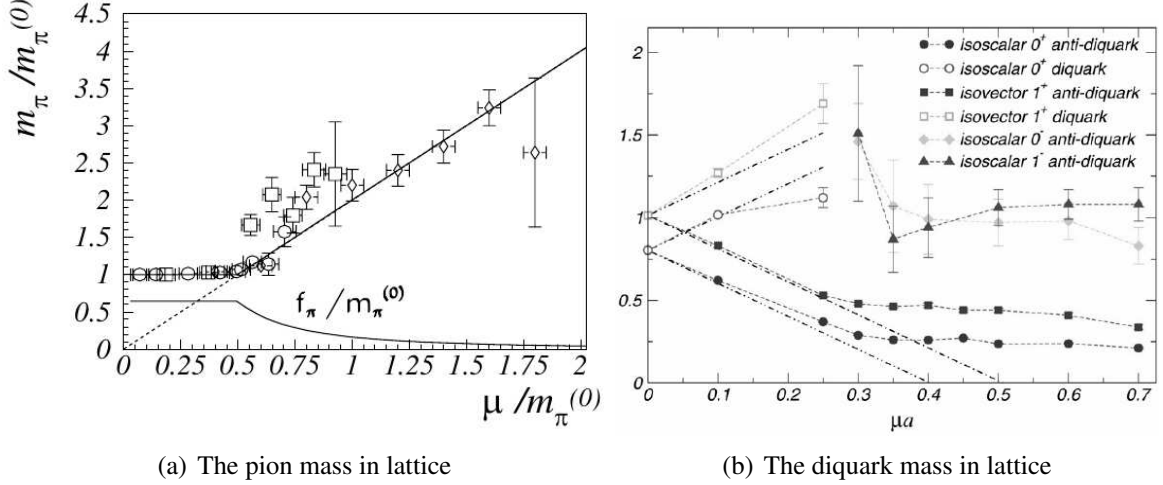 4.5
4
3.5
3
2.5
2
1.5
1
0.5
0
m_π/m_π^(0)
f_π/m_π^(0)
0 0.25 0.5 0.75 1 1.25 1.5 1.75 2
μ/m_π^(0)
(a) The pion mass in lattice
2
1.5
1
0.5
0
isoscalar 0⁺ anti-diquark
isoscalar 0⁺ diquark
isovector 1⁺ anti-diquark
isovector 1⁺ diquark
isoscalar 0⁻ anti-diquark
isoscalar 1⁻ anti-diquark
0 0.1 0.2 0.3 0.4 0.5 0.6 0.7
μa
(b) The diquark mass in lattice